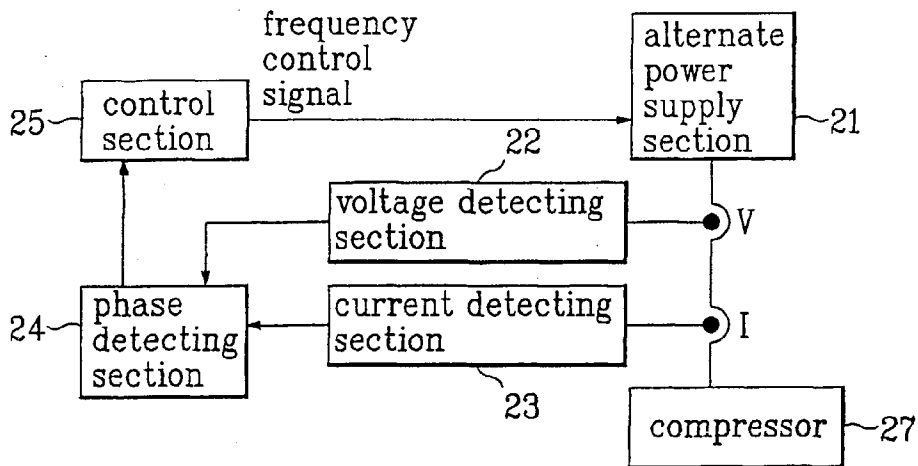 frequency
control
signal
alternate
power
supply
section
21
control
section
25
22
voltage detecting
section
V
phase
detecting
section
24
current detecting
section
I
23
compressor
27